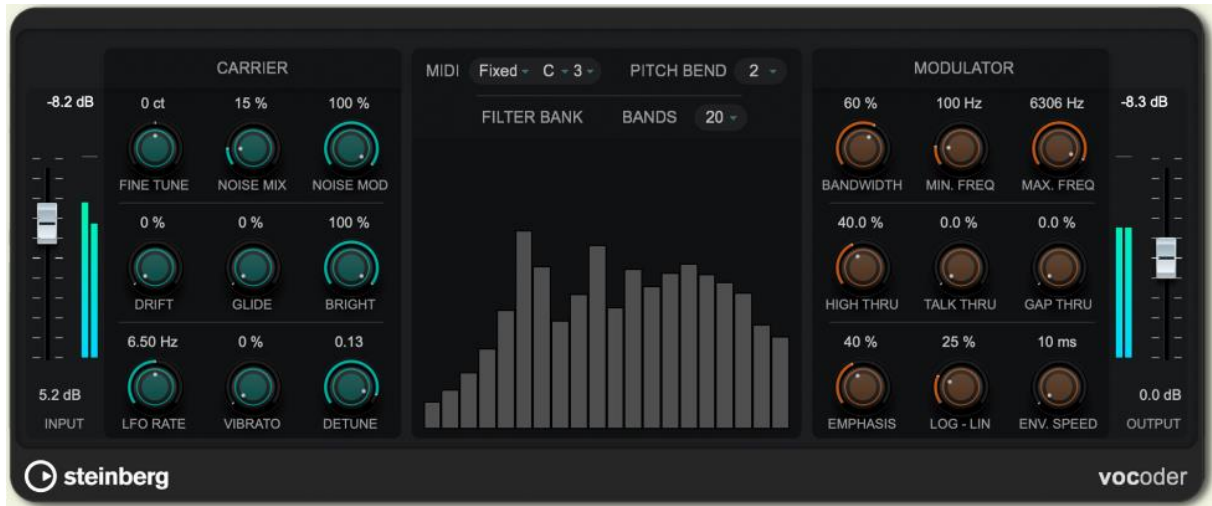 CARRIER
MIDI Fixed C 3 PITCH BEND 2
MODULATOR
-8.2 dB 0 ct 15 % 100 %
FILTER BANK BANDS 20
60 % 100 Hz 6306 Hz -8.3 dB
FINE TUNE NOISE MIX NOISE MOD
BANDWIDTH MIN. FREQ MAX. FREQ
0 % 0 % 100 %
40.0 % 0.0 % 0.0 %
DRIFT GLIDE BRIGHT
HIGH THRU TALK THRU GAP THRU
6.50 Hz 0 % 0.13
40 % 25 % 10 ms
5.2 dB
0.0 dB
INPUT LFO RATE VIBRATO DETUNE
EMPHASIS LOG - LIN ENV. SPEED OUTPUT
steinberg
vocoder